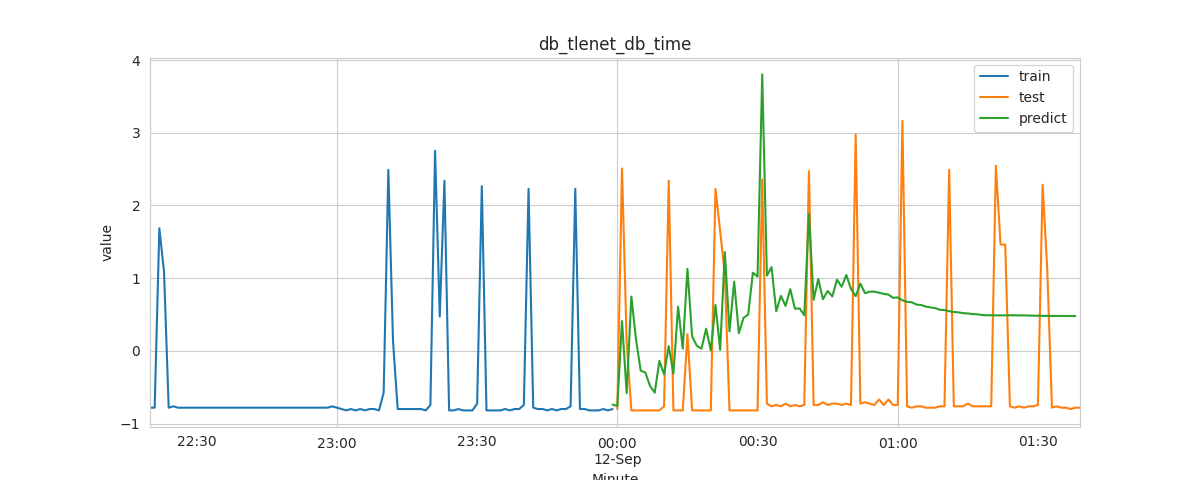 db_tlenet_db_time
4
3
2
1
0
−1
value
train
test
predict
22:30
23:00
23:30
00:00
12-Sep
00:30
01:00
01:30
Minute